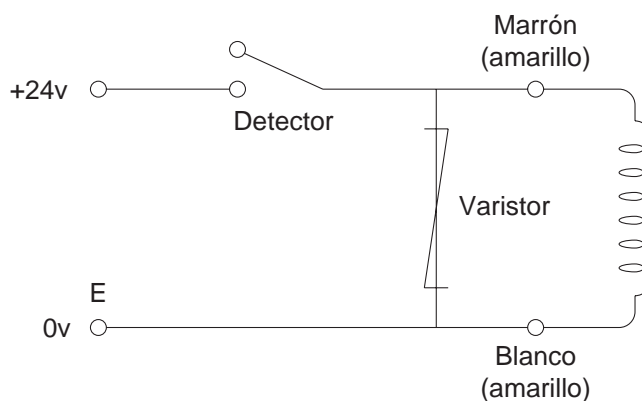 Marrón
(amarillo)
+24v
Detector
Varistor
E
0v
Blanco
(amarillo)